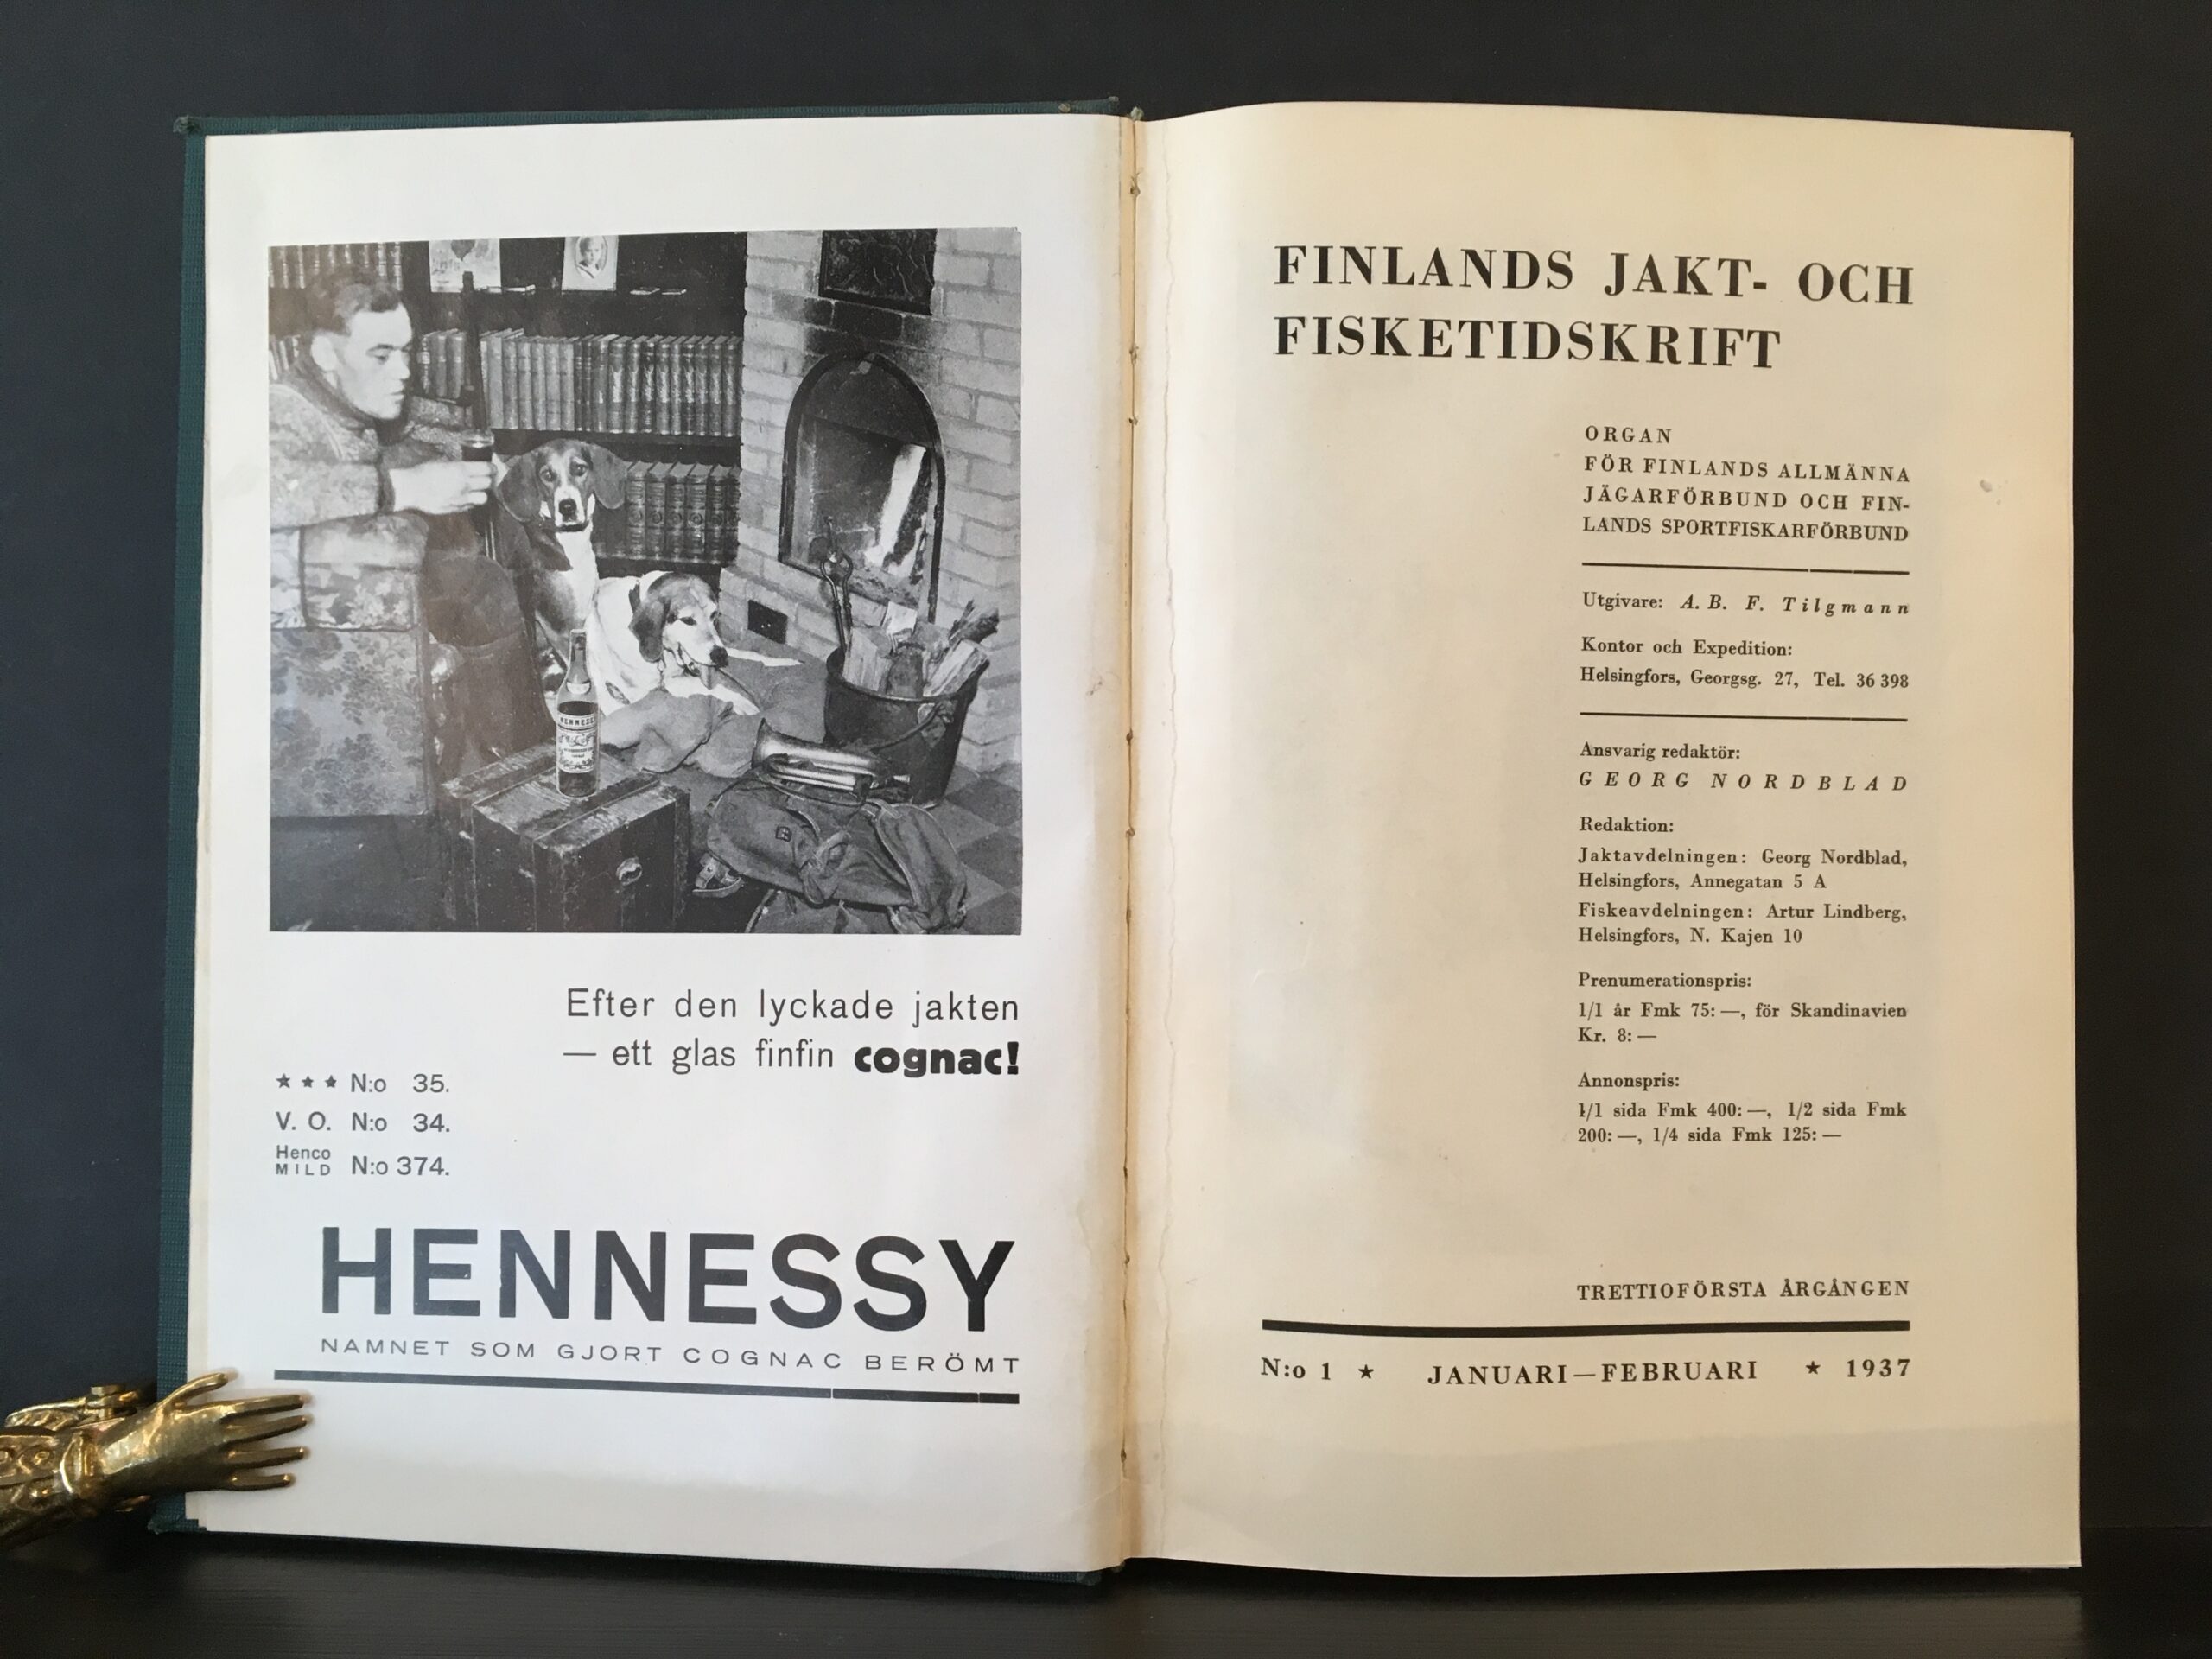 HENNESSY
Efter den lyckade jakten
— ett glas finfin cognac!
★ ★ ★ N:o 35.
V. O. N:o 34.
Henco
MILD N:o 374.
HENNESSY
NAMNET SOM GJORT COGNAC BERÖMT
FINLANDS JAKT- OCH
FISKETIDSKRIFT
ORGAN
FÖR FINLANDS ALLMÄNNA
JÄGARFÖRBUND OCH FIN-
LANDS SPORTFISKARFÖRBUND
Utgivare: A. B. F. Tilgmann
Kontor och Expedition:
Helsingfors, Georgsg. 27, Tel. 36 398
Ansvarig redaktör:
GEORG NORDBLAD
Redaktion:
Jaktavdelningen: Georg Nordblad,
Helsingfors, Annegatan 5 A
Fiskeavdelningen: Artur Lindberg,
Helsingfors, N. Kajen 10
Prenumerationspris:
1/1 år Fmk 75: —, för Skandinavien
Kr. 8: —
Annonspris:
1/1 sida Fmk 400: —, 1/2 sida Fmk
200: —, 1/4 sida Fmk 125: —
TRETTIOFÖRSTA ÅRGÅNGEN
N:o 1 ★ JANUARI—FEBRUARI ★ 1937